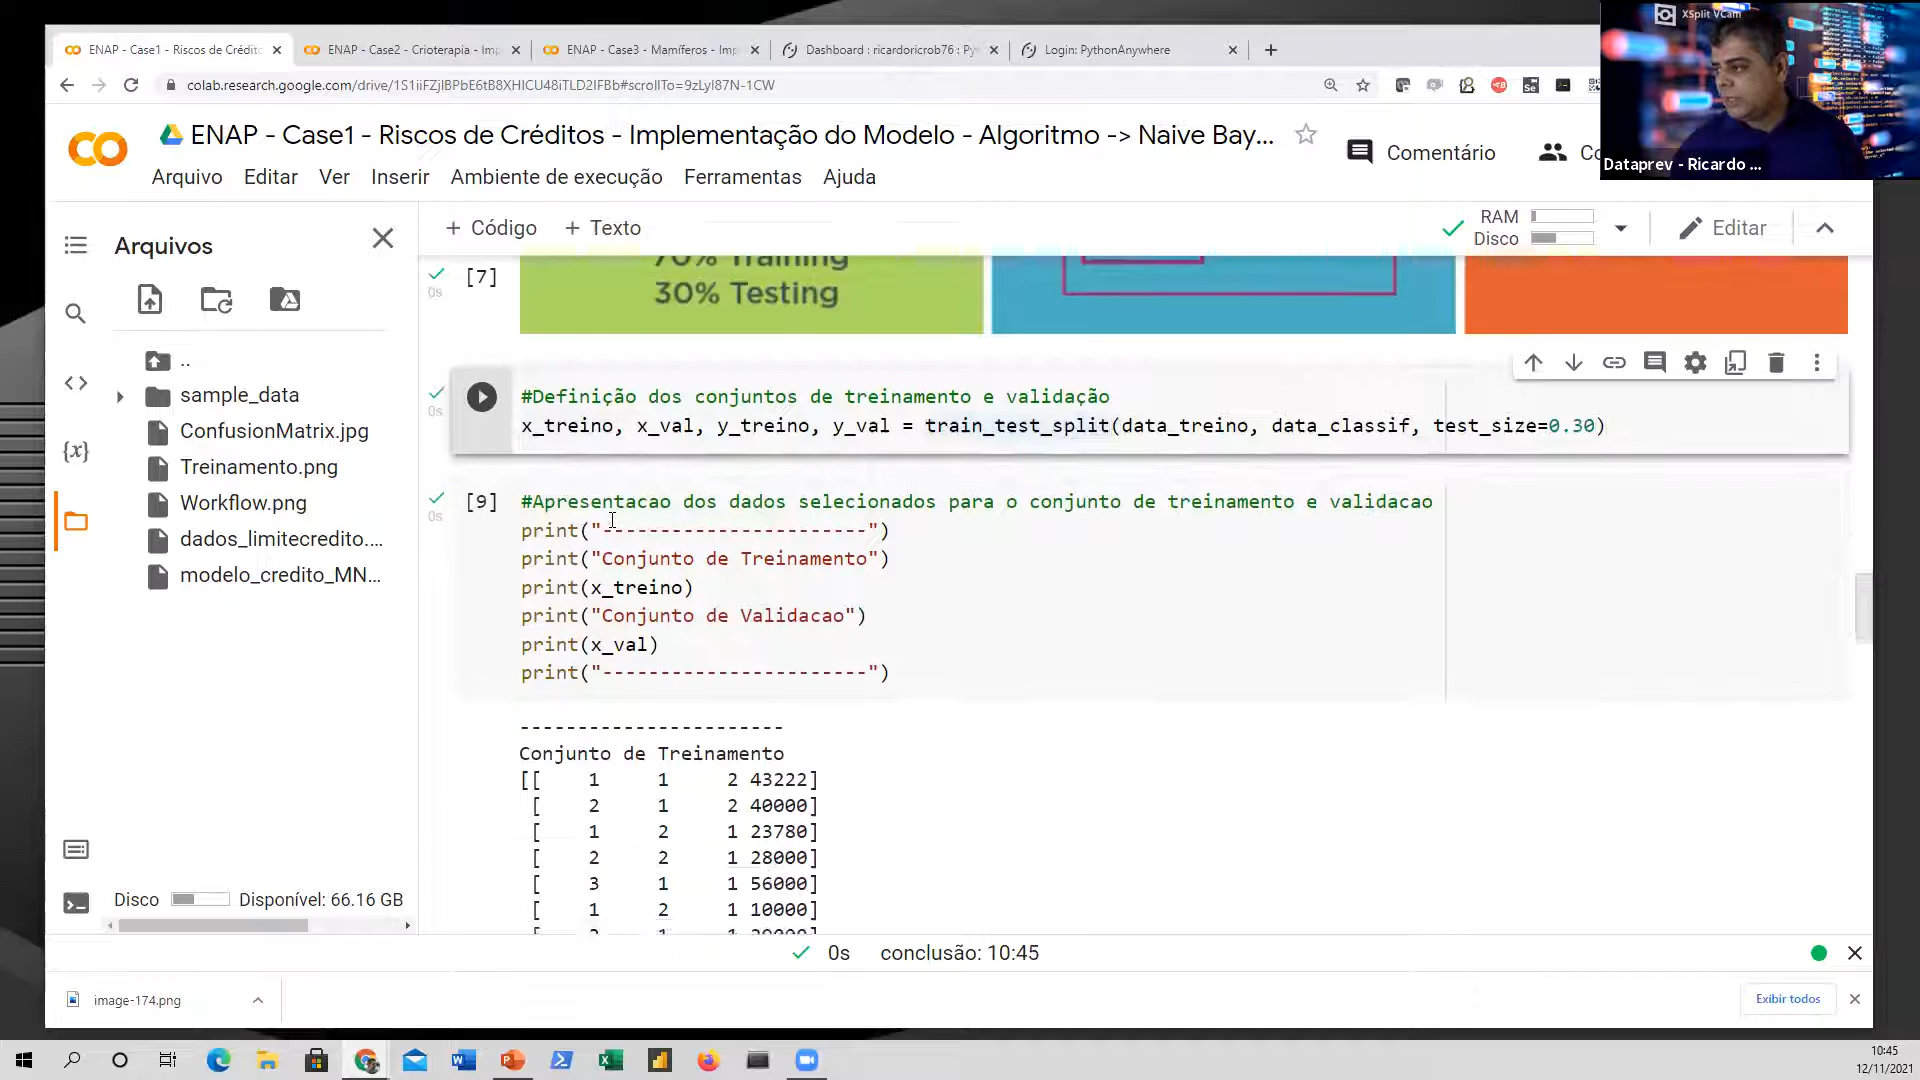 XSplit VCam
Dataprev - Ricardo ...
ENAP - Case1 - Riscos de Crédito
ENAP - Case2 - Crioterapia - Imp
ENAP - Case3 - Mamíferos - Imp
Dashboard : ricardoricrob76 : Py
Login: PythonAnywhere
colab.research.google.com/drive/1S1iiFZjlBPbE6tB8XHICU48iTLD2IFBb#scrollTo=9zLyI87N-1CW
ENAP - Case1 - Riscos de Créditos - Implementação do Modelo - Algoritmo -> Naive Bay...
Comentário
Arquivo Editar Ver Inserir Ambiente de execução Ferramentas Ajuda
+ Código + Texto
RAM
Disco
Editar
Arquivos
..
sample_data
ConfusionMatrix.jpg
Treinamento.png
Workflow.png
dados_limitecredito....
modelo_credito_MN...
Disco Disponível: 66.16 GB
[7]
0s
70% Training
30% Testing
0s
#Definição dos conjuntos de treinamento e validação
x_treino, x_val, y_treino, y_val = train_test_split(data_treino, data_classif, test_size=0.30)
[9]
0s
#Apresentacao dos dados selecionados para o conjunto de treinamento e validacao
print("-----------------------")
print("Conjunto de Treinamento")
print(x_treino)
print("Conjunto de Validacao")
print(x_val)
print("-----------------------")
-----------------------
Conjunto de Treinamento
[[ 1 1 2 43222]
[ 2 1 2 40000]
[ 1 2 1 23780]
[ 2 2 1 28000]
[ 3 1 1 56000]
[ 1 2 1 10000]
0s conclusão: 10:45
image-174.png
Exibir todos
10:45
12/11/2021